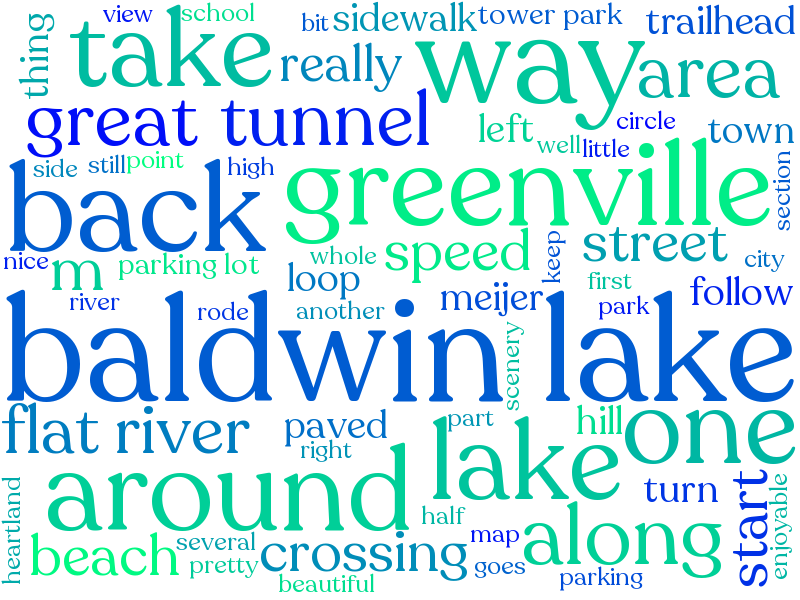 view
school
bit
sidewalk
tower park
trailhead
thing
take
really
way
area
great tunnel
left
circle
town
well
little
side
still
point
high
back
greenville
section
nice
m
parking lot
whole
speed
keep
street
city
loop
first
river
rode
another
meijer
park
follow
baldwin lake
scenery
flat river
paved
part
hill
one
right
around
lake
turn
start
heartland
half
along
enjoyable
beach
several
crossing
map
pretty
goes
beautiful
parking